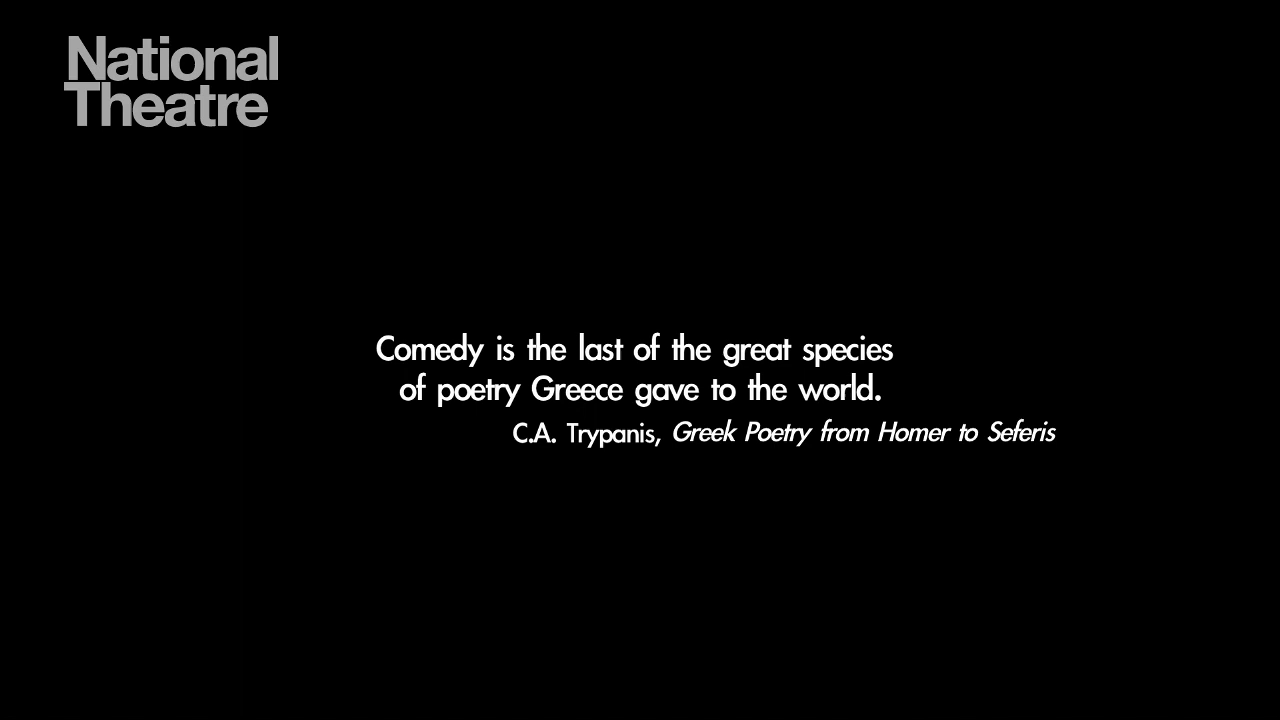 National
Theatre
Comedy is the last of the great species
of poetry Greece gave to the world.
C.A. Trypanis, Greek Poetry from Homer to Seferis